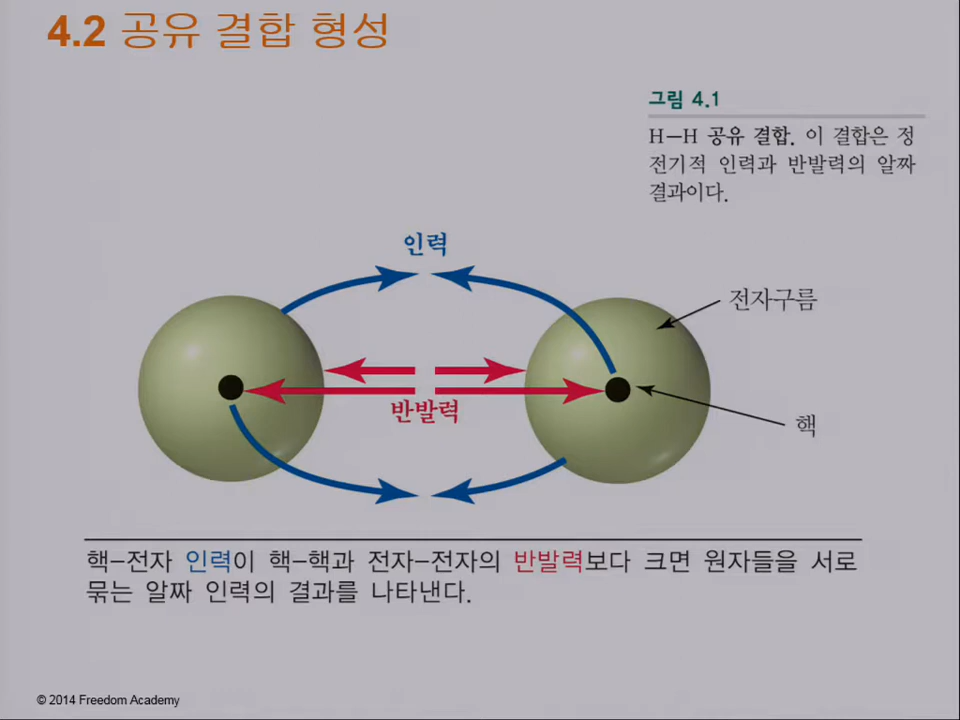 4.2 공유 결합 형성
그림 4.1
H–H 공유 결합. 이 결합은 정
전기적 인력과 반발력의 알짜
결과이다.
인력
전자구름
반발력
핵
핵–전자 인력이 핵–핵과 전자–전자의 반발력보다 크면 원자들을 서로
묶는 알짜 인력의 결과를 나타낸다.
© 2014 Freedom Academy